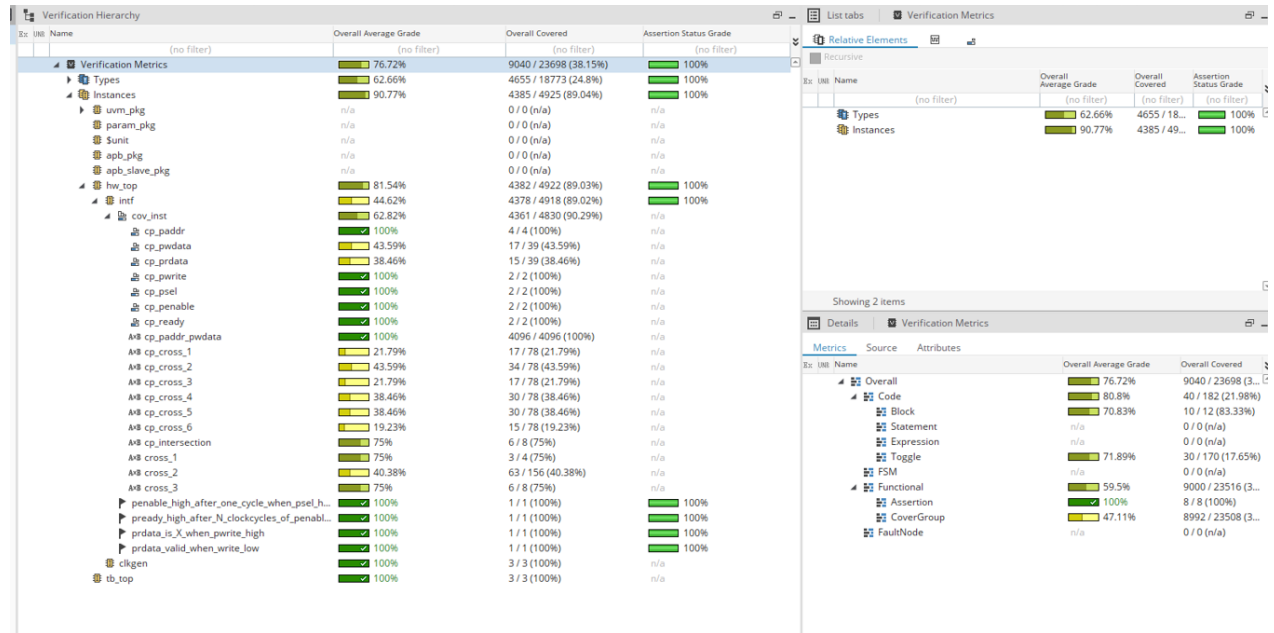 Verification Hierarchy
Ex UNR Name Overall Average Grade Overall Covered Assertion Status Grade
(no filter) (no filter) (no filter) (no filter)
Verification Metrics 76.72% 9040 / 23698 (38.15%) 100%
Types 62.66% 4655 / 18773 (24.8%) 100%
Instances 90.77% 4385 / 4925 (89.04%) 100%
uvm_pkg n/a 0 / 0 (n/a) n/a
param_pkg n/a 0 / 0 (n/a) n/a
$unit n/a 0 / 0 (n/a) n/a
apb_pkg n/a 0 / 0 (n/a) n/a
apb_slave_pkg n/a 0 / 0 (n/a) n/a
hw_top 81.54% 4382 / 4922 (89.03%) 100%
intf 44.62% 4378 / 4918 (89.02%) 100%
cov_inst 62.82% 4361 / 4830 (90.29%) n/a
cp_paddr 100% 4 / 4 (100%) n/a
cp_pwdata 43.59% 17 / 39 (43.59%) n/a
cp_prdata 38.46% 15 / 39 (38.46%) n/a
cp_pwrite 100% 2 / 2 (100%) n/a
cp_psel 100% 2 / 2 (100%) n/a
cp_penable 100% 2 / 2 (100%) n/a
cp_ready 100% 2 / 2 (100%) n/a
A×B cp_paddr_pwdata 100% 4096 / 4096 (100%) n/a
A×B cp_cross_1 21.79% 17 / 78 (21.79%) n/a
A×B cp_cross_2 43.59% 34 / 78 (43.59%) n/a
A×B cp_cross_3 21.79% 17 / 78 (21.79%) n/a
A×B cp_cross_4 38.46% 30 / 78 (38.46%) n/a
A×B cp_cross_5 38.46% 30 / 78 (38.46%) n/a
A×B cp_cross_6 19.23% 15 / 78 (19.23%) n/a
A×B cp_intersection 75% 6 / 8 (75%) n/a
A×B cross_1 75% 3 / 4 (75%) n/a
A×B cross_2 40.38% 63 / 156 (40.38%) n/a
A×B cross_3 75% 6 / 8 (75%) n/a
penable_high_after_one_cycle_when_psel_h... 100% 1 / 1 (100%) 100%
pready_high_after_N_clockcycles_of_penabl... 100% 1 / 1 (100%) 100%
prdata_is_X_when_pwrite_high 100% 1 / 1 (100%) 100%
prdata_valid_when_write_low 100% 1 / 1 (100%) 100%
clkgen 100% 3 / 3 (100%) n/a
tb_top 100% 3 / 3 (100%) n/a
List tabs Verification Metrics
Relative Elements
Recursive
Ex UNR Name Overall Average Grade Overall Covered Assertion Status Grade
(no filter) (no filter) (no filter) (no filter)
Types 62.66% 4655 / 18... 100%
Instances 90.77% 4385 / 49... 100%
Showing 2 items
Details Verification Metrics
Metrics Source Attributes
Ex UNR Name Overall Average Grade Overall Covered
Overall 76.72% 9040 / 23698 (3...
Code 80.8% 40 / 182 (21.98%)
Block 70.83% 10 / 12 (83.33%)
Statement n/a 0 / 0 (n/a)
Expression n/a 0 / 0 (n/a)
Toggle 71.89% 30 / 170 (17.65%)
FSM n/a 0 / 0 (n/a)
Functional 59.5% 9000 / 23516 (3...
Assertion 100% 8 / 8 (100%)
CoverGroup 47.11% 8992 / 23508 (3...
FaultNode n/a 0 / 0 (n/a)